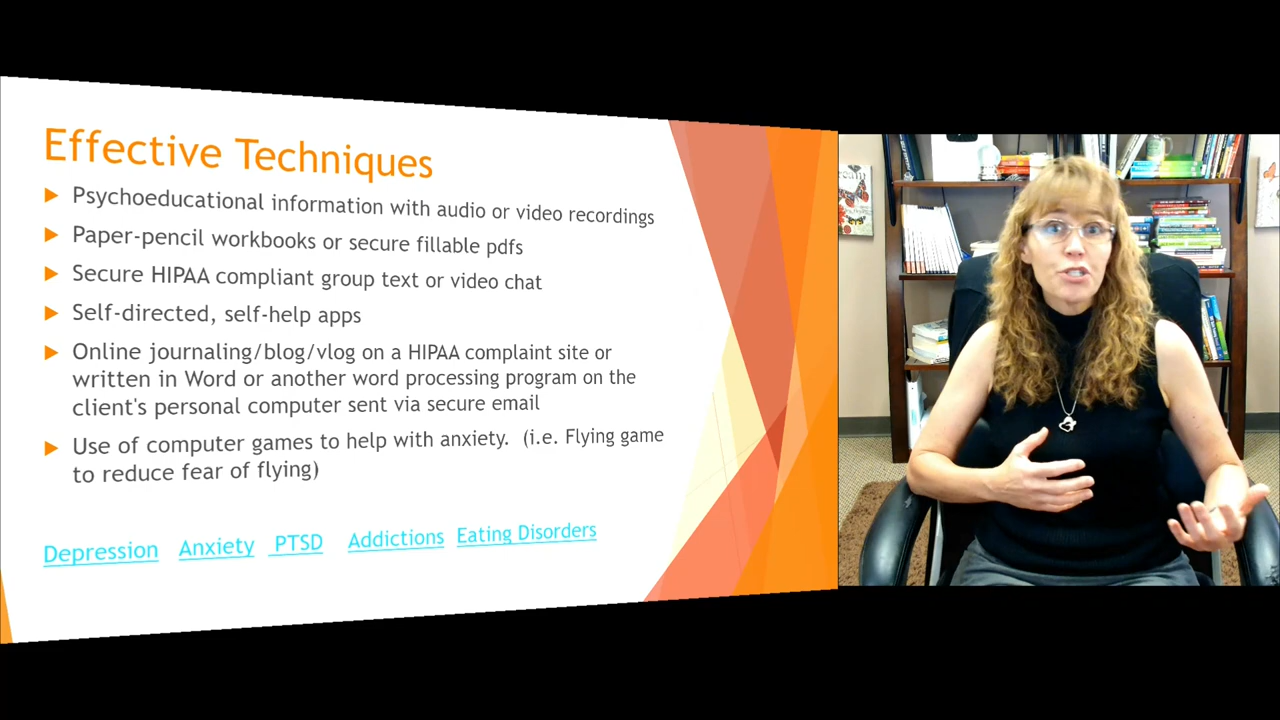 Effective Techniques
Psychoeducational information with audio or video recordings
Paper-pencil workbooks or secure fillable pdfs
Secure HIPAA compliant group text or video chat
Self-directed, self-help apps
Online journaling/blog/vlog on a HIPAA complaint site or
written in Word or another word processing program on the
client's personal computer sent via secure email
Use of computer games to help with anxiety. (i.e. Flying game
to reduce fear of flying)
Depression Anxiety PTSD Addictions Eating Disorders